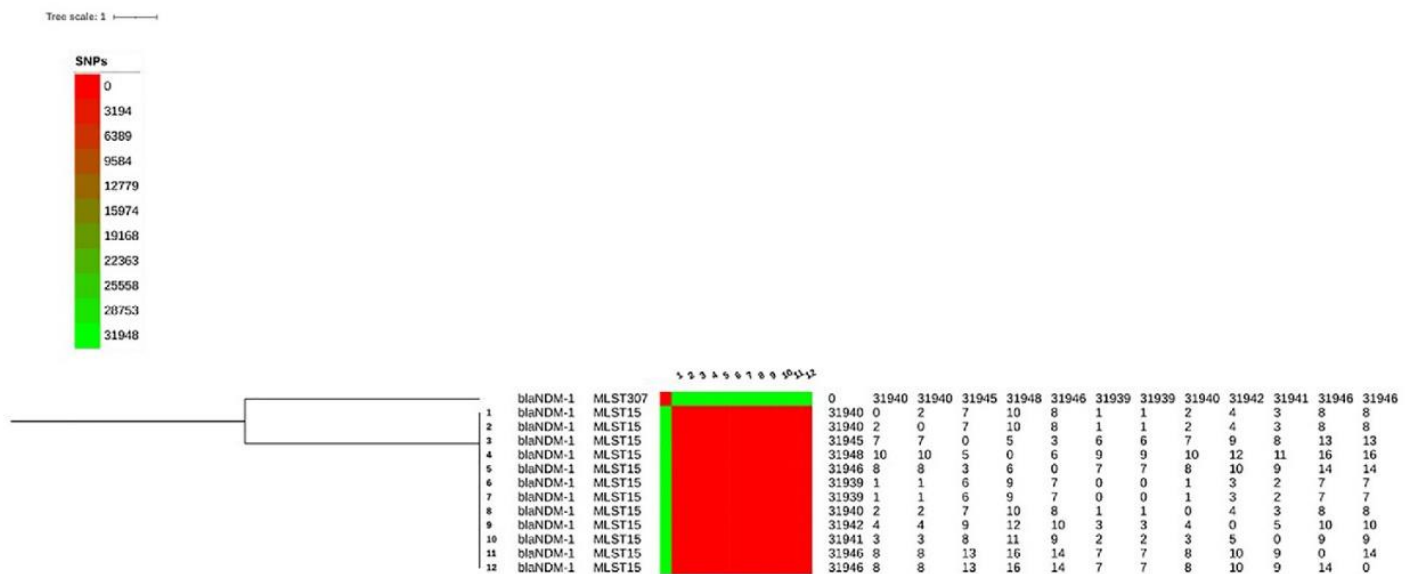 Tree scale: 1
SNPs
0
3194
6389
9584
12779
15974
19168
22363
25558
28753
31948
1 2 3 4 5 6 7 8 9 10 11 12
blaNDM-1 MLST307 0 31940 31940 31945 31948 31946 31939 31939 31940 31942 31941 31946 31946
1 blaNDM-1 MLST15 31940 0 2 7 10 8 1 1 2 4 3 8 8
2 blaNDM-1 MLST15 31940 2 0 7 10 8 1 1 2 4 3 8 8
3 blaNDM-1 MLST15 31945 7 7 0 5 3 6 6 7 9 8 13 13
4 blaNDM-1 MLST15 31948 10 10 5 0 6 9 9 10 12 11 16 16
5 blaNDM-1 MLST15 31946 8 8 3 6 0 7 7 8 10 9 14 14
6 blaNDM-1 MLST15 31939 1 1 6 9 7 0 0 1 3 2 7 7
7 blaNDM-1 MLST15 31939 1 1 6 9 7 0 0 1 3 2 7 7
8 blaNDM-1 MLST15 31940 2 2 7 10 8 1 1 0 4 3 8 8
9 blaNDM-1 MLST15 31942 4 4 9 12 10 3 3 4 0 5 10 10
10 blaNDM-1 MLST15 31941 3 3 8 11 9 2 2 3 5 0 9 9
11 blaNDM-1 MLST15 31946 8 8 13 16 14 7 7 8 10 9 0 14
12 blaNDM-1 MLST15 31946 8 8 13 16 14 7 7 8 10 9 14 0